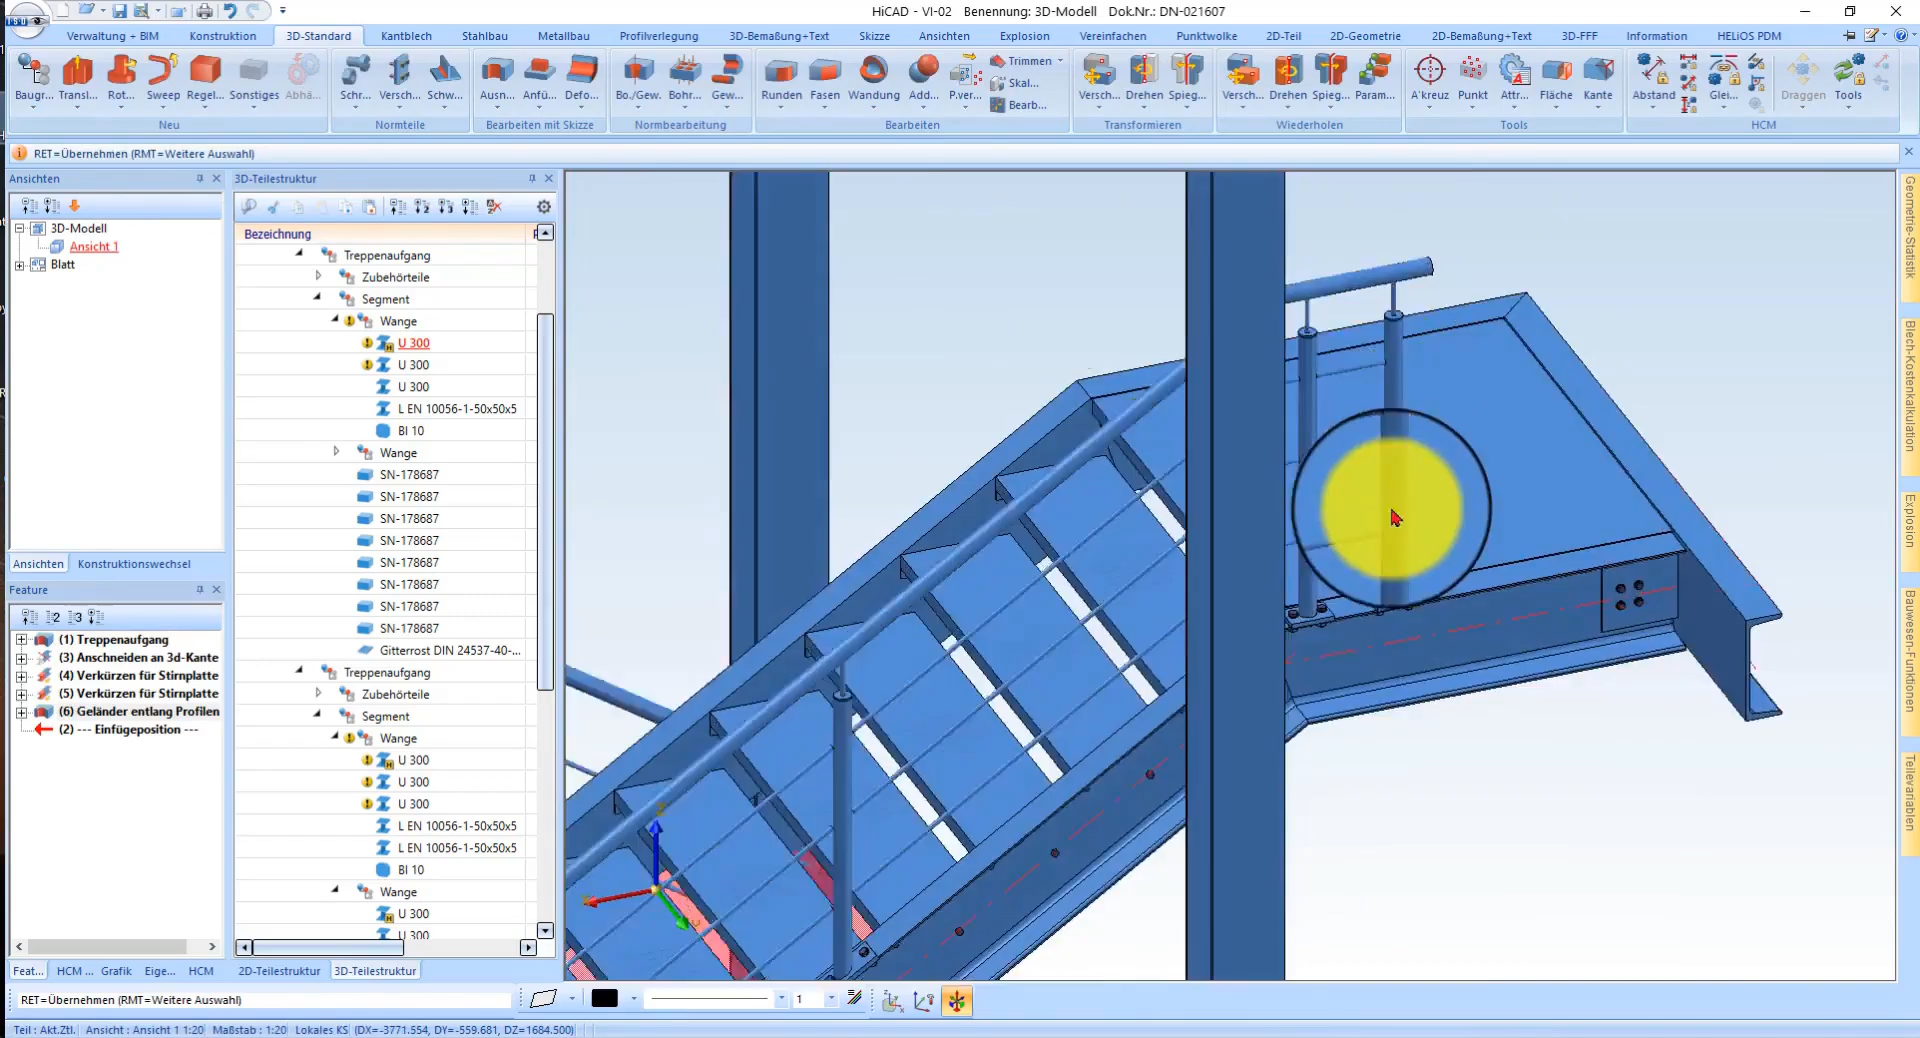 HiCAD - VI-02 Benennung: 3D-Modell Dok.Nr.: DN-021607
ISD
Verwaltung + BIM Konstruktion 3D-Standard Kantblech Stahlbau Metallbau Profilverlegung 3D-Bemaßung+Text Skizze Ansichten Explosion Vereinfachen Punktwolke 2D-Teil 2D-Geometrie 2D-Bemaßung+Text 3D-FFF Information HELiOS PDM
Trimmen
Skal...
Bearb...
Baugr... Transl... Rot... Sweep Regel... Sonstiges Abhä... Schr... Versch... Schw... Ausn... Anfü... Defo... Bo./Gew. Bohr... Gew... Runden Fasen Wandung Add... P.ver... Versch... Drehen Spieg... Versch... Drehen Spieg... Param... A'kreuz Punkt Attr... Fläche Kante Abstand Glei... Draggen Tools
Neu Normteile Bearbeiten mit Skizze Normbearbeitung Bearbeiten Transformieren Wiederholen Tools HCM
RET=Übernehmen (RMT=Weitere Auswahl)
Ansichten
3D-Modell
Ansicht 1
Blatt
Ansichten Konstruktionswechsel
Feature
(1) Treppenaufgang
(3) Anschneiden an 3d-Kante
(4) Verkürzen für Stirnplatte
(5) Verkürzen für Stirnplatte
(6) Geländer entlang Profilen
(2) --- Einfügeposition ---
Feat... HCM ... Grafik Eige... HCM
3D-Teilestruktur
Bezeichnung
Treppenaufgang
Zubehörteile
Segment
Wange
U 300
U 300
U 300
L EN 10056-1-50x50x5
BI 10
Wange
SN-178687
SN-178687
SN-178687
SN-178687
SN-178687
SN-178687
SN-178687
SN-178687
Gitterrost DIN 24537-40-...
Treppenaufgang
Zubehörteile
Segment
Wange
U 300
U 300
U 300
L EN 10056-1-50x50x5
L EN 10056-1-50x50x5
BI 10
Wange
U 300
U 300
2D-Teilestruktur 3D-Teilestruktur
Geometrie-Statistik
Blech-Kostenkalkulation
Explosion
Bauwesen-Funktionen
Teilevariablen
RET=Übernehmen (RMT=Weitere Auswahl)
1
Teil : Akt.Ztl. Ansicht : Ansicht 1 1:20 Maßstab : 1:20 Lokales KS (DX=-3771.554, DY=-559.681, DZ=1684.500)